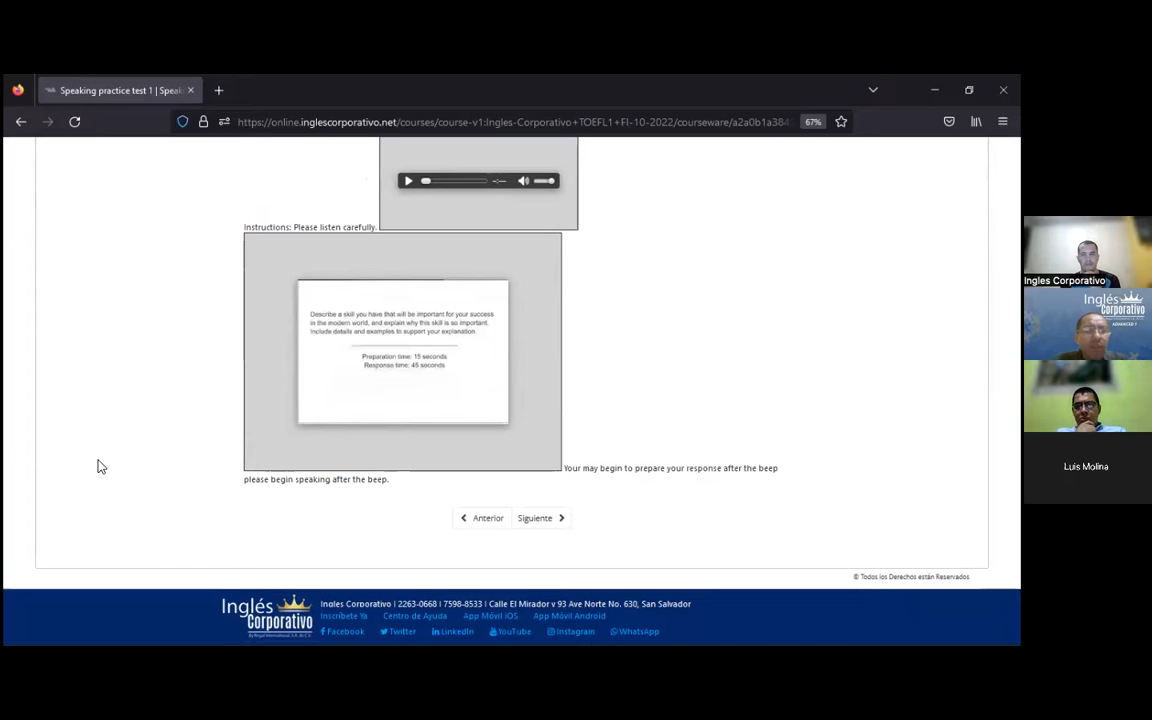 Speaking practice test 1 | Speak
https://online.inglescorporativo.net/courses/course-v1:Ingles-Corporativo+TOEFL1+FI-10-2022/courseware/a2a0b1a384
67%
Instructions: Please listen carefully.
Describe a skill you have that will be important for your success
in the modern world, and explain why this skill is so important.
Include details and examples to support your explanation.
Preparation time: 15 seconds
Response time: 45 seconds
Your may begin to prepare your response after the beep
please begin speaking after the beep.
Anterior
Siguiente
© Todos los Derechos están Reservados
Inglés Corporativo
Ingles Corporativo | 2263-0668 | 7598-8533 | Calle El Mirador y 93 Ave Norte No. 630, San Salvador
Inscríbete Ya Centro de Ayuda App Móvil iOS App Móvil Android
Facebook Twitter LinkedIn YouTube Instagram WhatsApp
Ingles Corporativo
Inglés
Corporativo
ADVANCED 7
Luis Molina